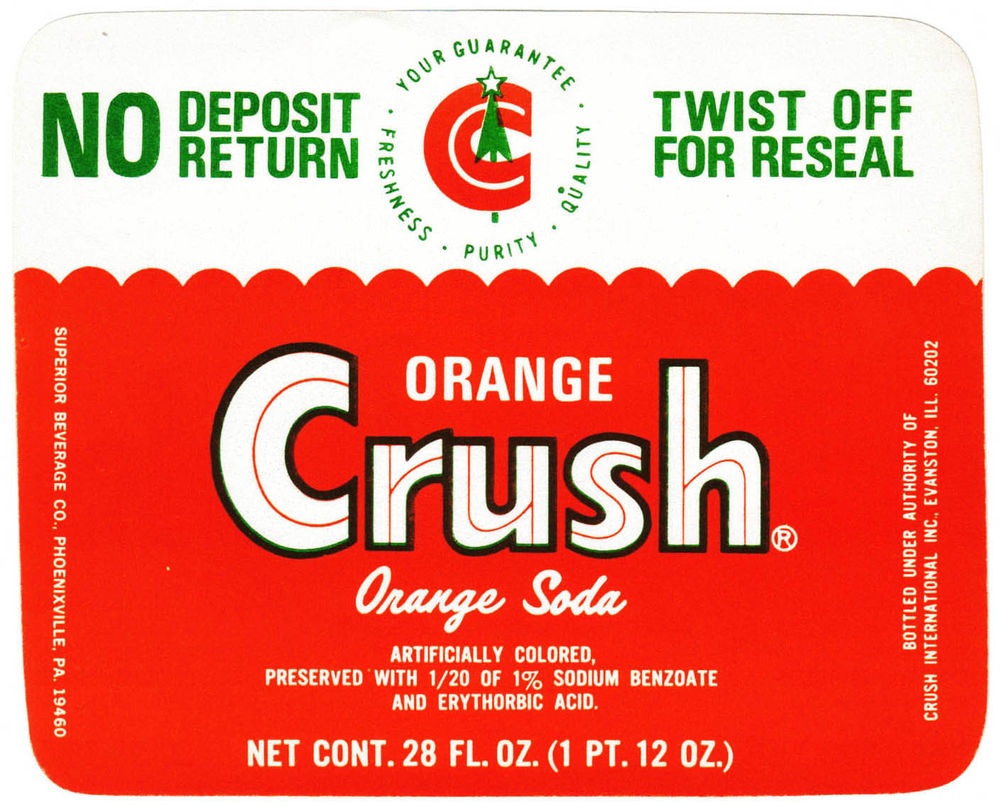 NO DEPOSIT
RETURN
YOUR GUARANTEE · QUALITY · PURITY · FRESHNESS ·
CC
TWIST OFF
FOR RESEAL
SUPERIOR BEVERAGE CO., PHOENIXVILLE, PA. 19460
ORANGE
Crush®
Orange Soda
ARTIFICIALLY COLORED,
PRESERVED WITH 1/20 OF 1% SODIUM BENZOATE
AND ERYTHORBIC ACID.
NET CONT. 28 FL. OZ. (1 PT. 12 OZ.)
BOTTLED UNDER AUTHORITY OF
CRUSH INTERNATIONAL INC., EVANSTON, ILL. 60202